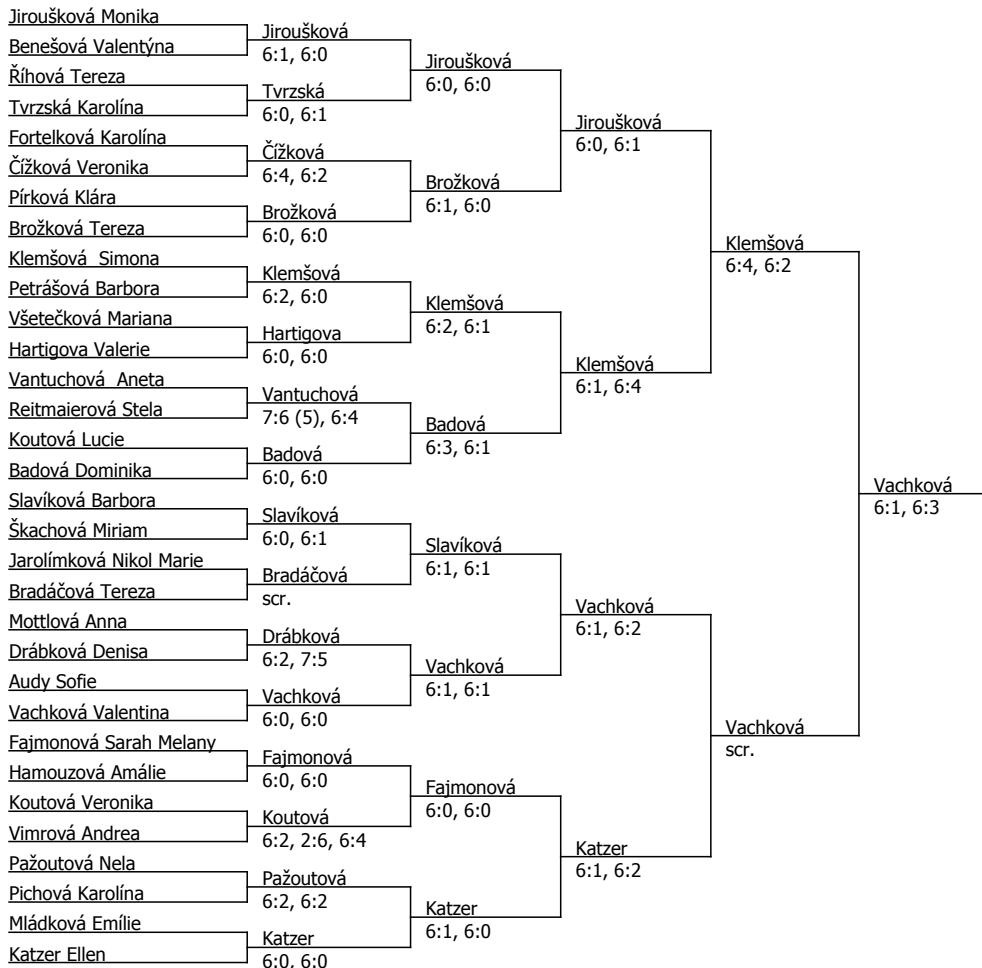 Jiroušková Monika
Benešová Valentýna
Říhová Tereza
Tvrzská Karolína
Fortelková Karolína
Čížková Veronika
Pírková Klára
Brožková Tereza
Klemšová  Simona
Petrášová Barbora
Všetečková Mariana
Hartigova Valerie
Vantuchová  Aneta
Reitmaierová Stela
Koutová Lucie
Badová Dominika
Slavíková Barbora
Škachová Miriam
Jarolímková Nikol Marie
Bradáčová Tereza
Mottlová Anna
Drábková Denisa
Audy Sofie
Vachková Valentina
Fajmonová Sarah Melany
Hamouzová Amálie
Koutová Veronika
Vimrová Andrea
Pažoutová Nela
Pichová Karolína
Mládková Emílie
Katzer Ellen
Jiroušková
6:1, 6:0
Tvrzská
6:0, 6:1
Čížková
6:4, 6:2
Brožková
6:0, 6:0
Klemšová
6:2, 6:0
Hartigova
6:0, 6:0
Vantuchová
7:6 (5), 6:4
Badová
6:0, 6:0
Slavíková
6:0, 6:1
Bradáčová
scr.
Drábková
6:2, 7:5
Vachková
6:0, 6:0
Fajmonová
6:0, 6:0
Koutová
6:2, 2:6, 6:4
Pažoutová
6:2, 6:2
Katzer
6:0, 6:0
Jiroušková
6:0, 6:0
Brožková
6:1, 6:0
Klemšová
6:2, 6:1
Badová
6:3, 6:1
Slavíková
6:1, 6:1
Vachková
6:1, 6:1
Fajmonová
6:0, 6:0
Katzer
6:1, 6:0
Jiroušková
6:0, 6:1
Klemšová
6:1, 6:4
Vachková
6:1, 6:2
Katzer
6:1, 6:2
Klemšová
6:4, 6:2
Vachková
scr.
Vachková
6:1, 6:3